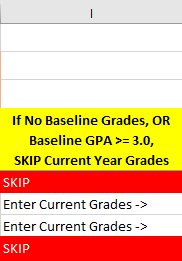 I
If No Baseline Grades, OR
Baseline GPA >= 3.0,
SKIP Current Year Grades
SKIP
Enter Current Grades ->
Enter Current Grades ->
SKIP